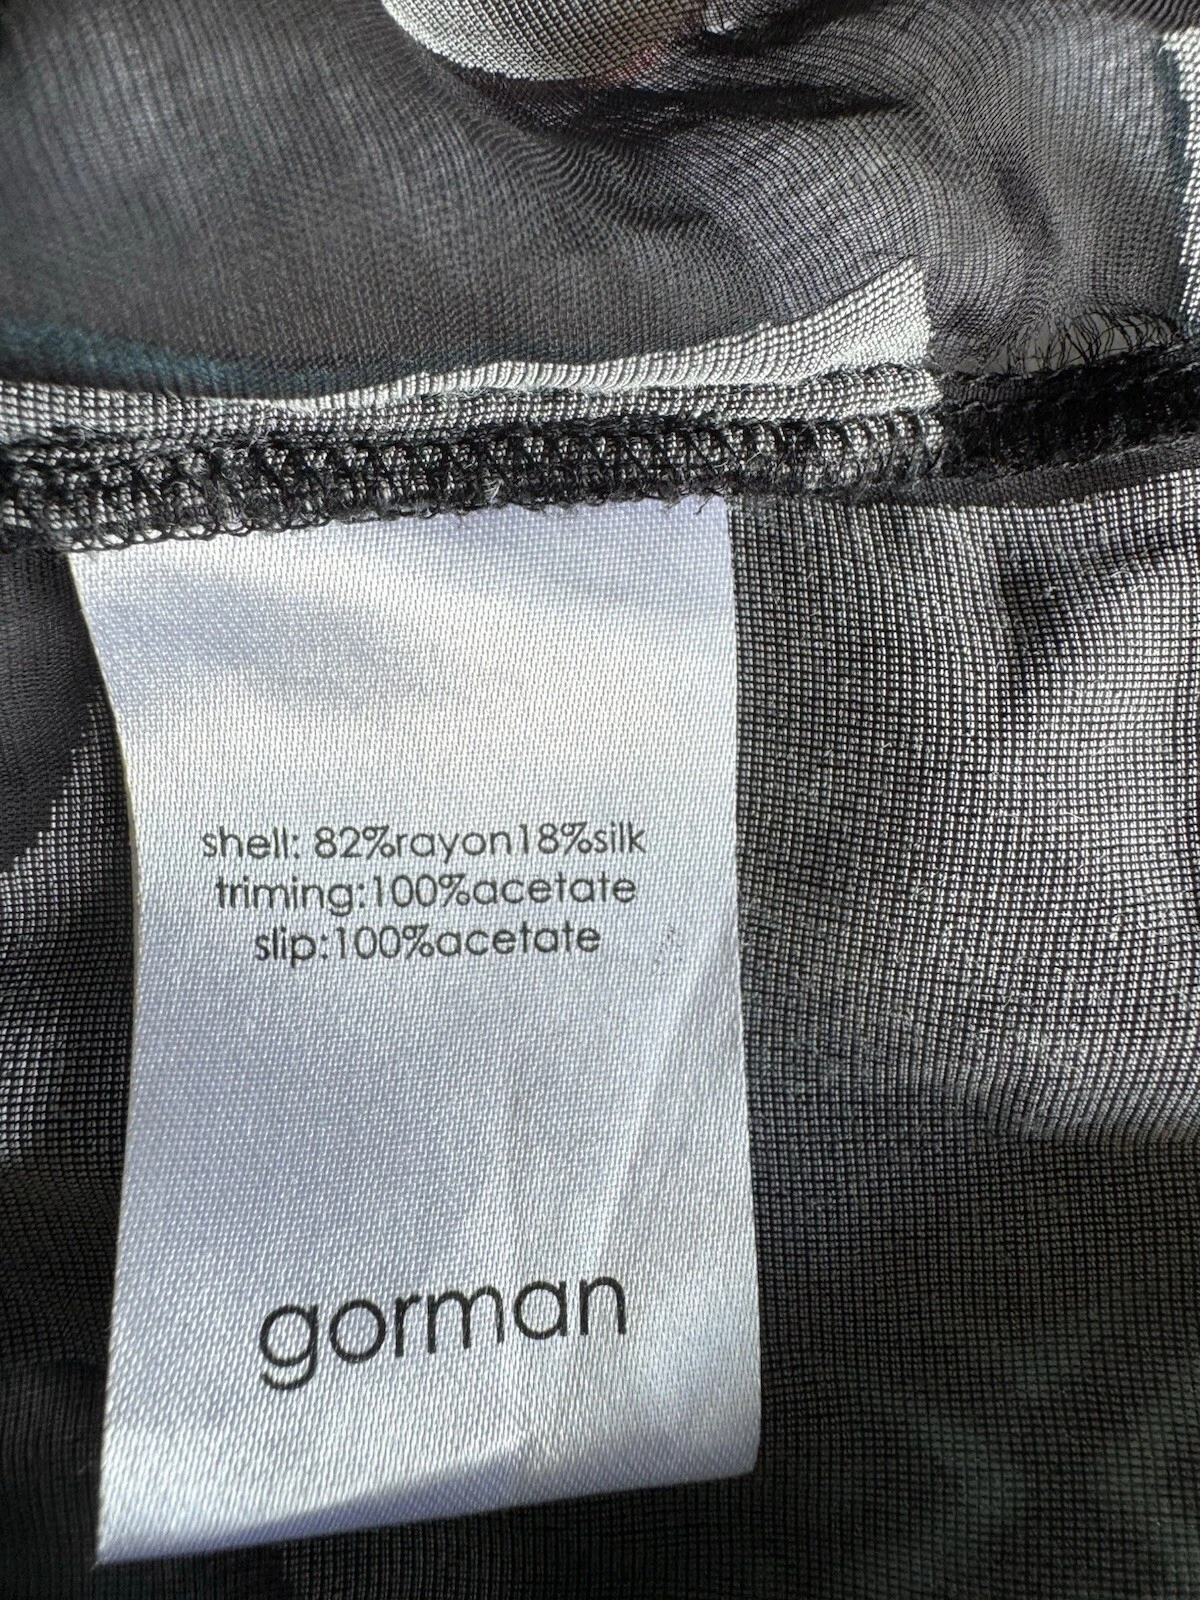 shell: 82%rayon18%silk
triming:100%acetate
slip:100%acetate
gorman